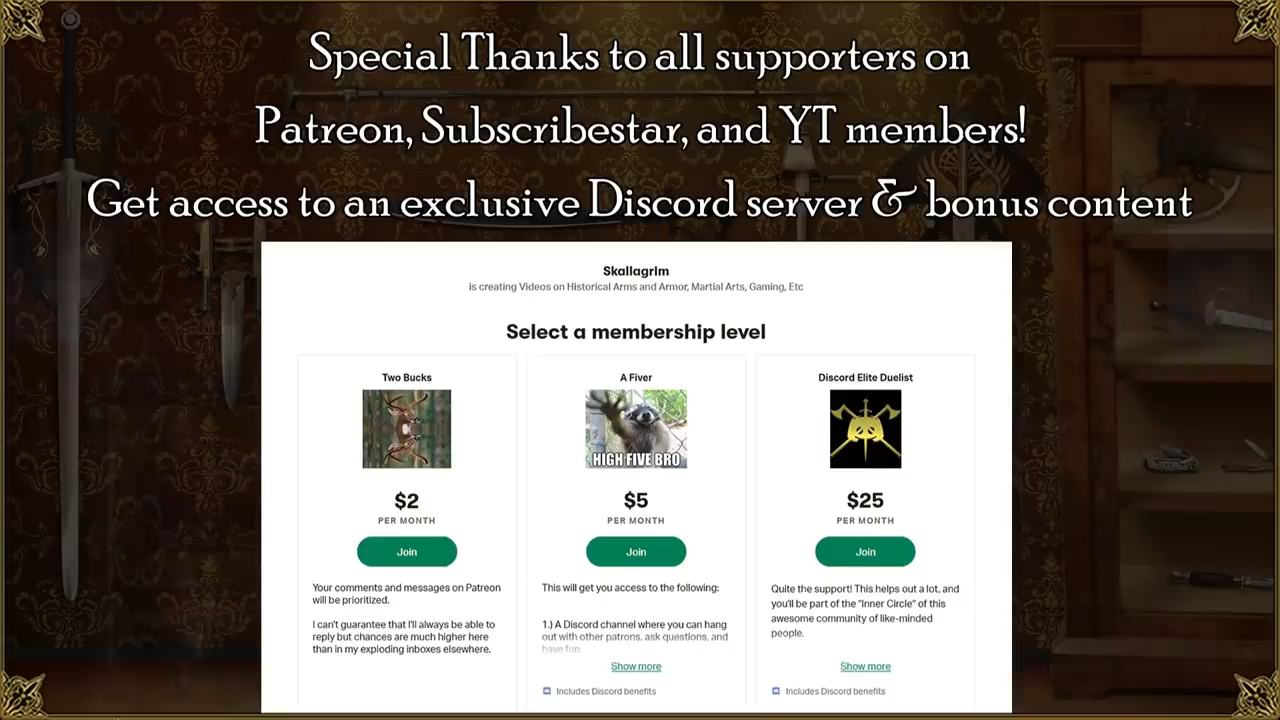 Special Thanks to all supporters on
Patreon, Subscribestar, and YT members!
Get access to an exclusive Discord server & bonus content
Skallagrim
is creating Videos on Historical Arms and Armor, Martial Arts, Gaming, Etc
Select a membership level
Two Bucks
$2
PER MONTH
Join
Your comments and messages on Patreon
will be prioritized.
I can't guarantee that I'll always be able to
reply but chances are much higher here
than in my exploding inboxes elsewhere.
A Fiver
HIGH FIVE BRO
$5
PER MONTH
Join
This will get you access to the following:
1.) A Discord channel where you can hang
out with other patrons, ask questions, and
have fun.
Show more
Includes Discord benefits
Discord Elite Duelist
$25
PER MONTH
Join
Quite the support! This helps out a lot, and
you'll be part of the "Inner Circle" of this
awesome community of like-minded
people.
Show more
Includes Discord benefits